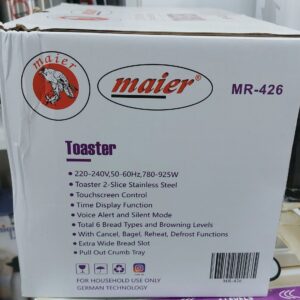 maier
maier®
MR-426
Toaster
• 220-240V,50-60Hz,780-925W
• Toaster 2-Slice Stainless Steel
• Touchscreen Control
• Time Display Function
• Voice Alert and Silent Mode
• Total 6 Bread Types and Browning Levels
• With Cancel, Bagel, Reheat, Defrost Functions
• Extra Wide Bread Slot
• Pull Out Crumb Tray
FOR HOUSEHOLD USE ONLY
GERMAN TECHNOLOGY
MR-426